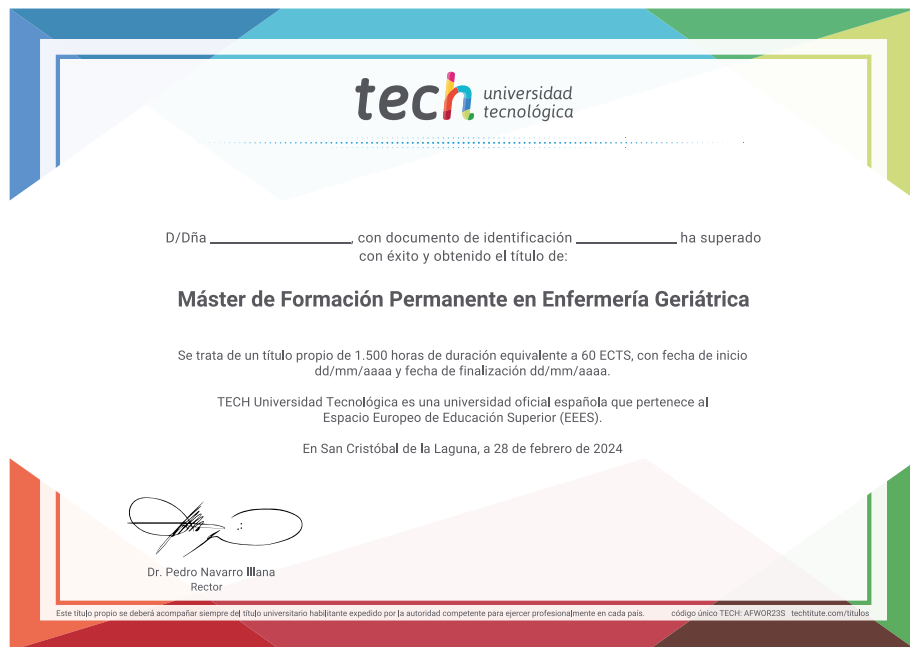 tech universidad
tecnológica
D/Dña ________________, con documento de identificación ____________ ha superado
con éxito y obtenido el título de:
Máster de Formación Permanente en Enfermería Geriátrica
Se trata de un título propio de 1.500 horas de duración equivalente a 60 ECTS, con fecha de inicio
dd/mm/aaaa y fecha de finalización dd/mm/aaaa.
TECH Universidad Tecnológica es una universidad oficial española que pertenece al
Espacio Europeo de Educación Superior (EEES).
En San Cristóbal de la Laguna, a 28 de febrero de 2024
Dr. Pedro Navarro Illana
Rector
Este título propio se deberá acompañar siempre del título universitario habilitante expedido por la autoridad competente para ejercer profesionalmente en cada país. código único TECH: AFWOR23S techtitute.com/titulos